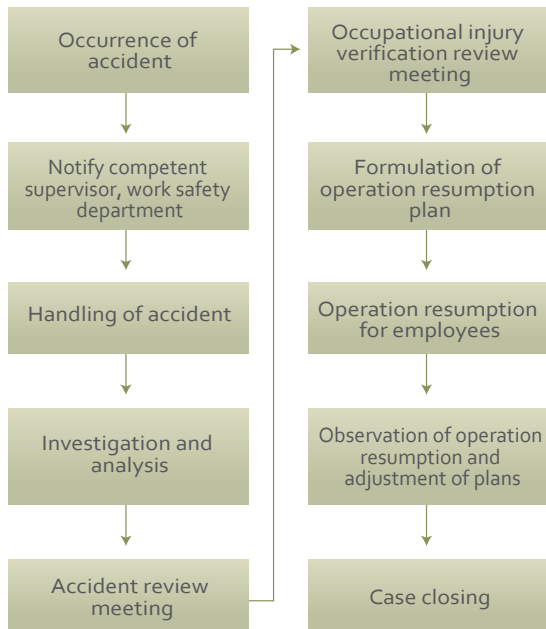 Occurrence of
accident
Notify competent
supervisor, work safety
department
Handling of accident
Investigation and
analysis
Accident review
meeting
Occupational injury
verification review
meeting
Formulation of
operation resumption
plan
Operation resumption
for employees
Observation of operation
resumption and
adjustment of plans
Case closing